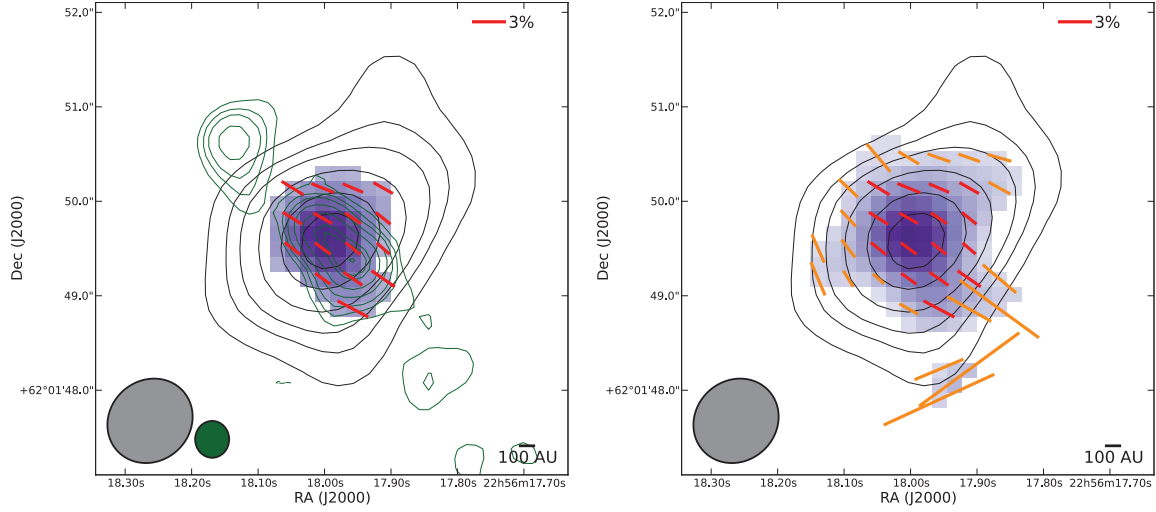 52.0"
3%
51.0"
50.0"
Dec (J2000)
49.0"
+62°01'48.0"
100 AU
18.30s 18.20s 18.10s 18.00s 17.90s 17.80s 22h56m17.70s
RA (J2000)
52.0"
3%
51.0"
50.0"
Dec (J2000)
49.0"
+62°01'48.0"
100 AU
18.30s 18.20s 18.10s 18.00s 17.90s 17.80s 22h56m17.70s
RA (J2000)